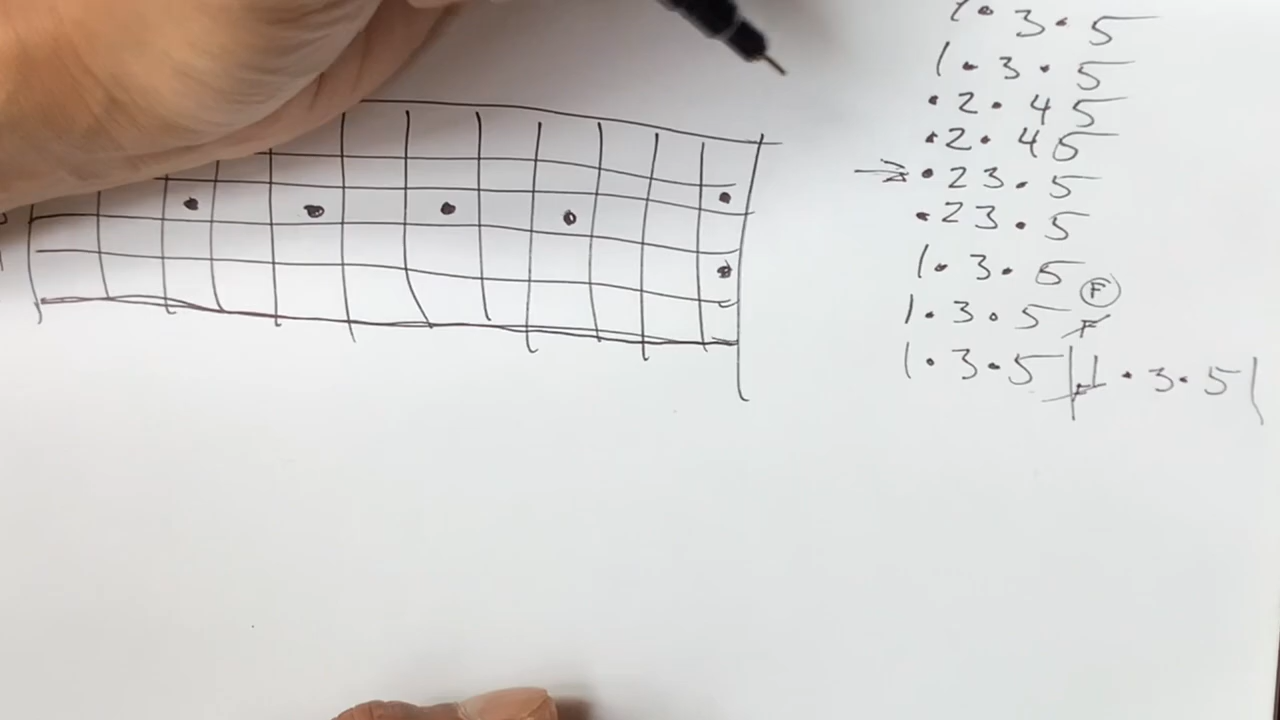 1 • 3 • 5
1 • 3 • 5
• 2 • 4 5
• 2 • 4 5
→ • 2 3 • 5
• 2 3 • 5
1 • 3 • 5 F
1 • 3 • 5 F
1 • 3 • 5 | 1 • 3 • 5 |